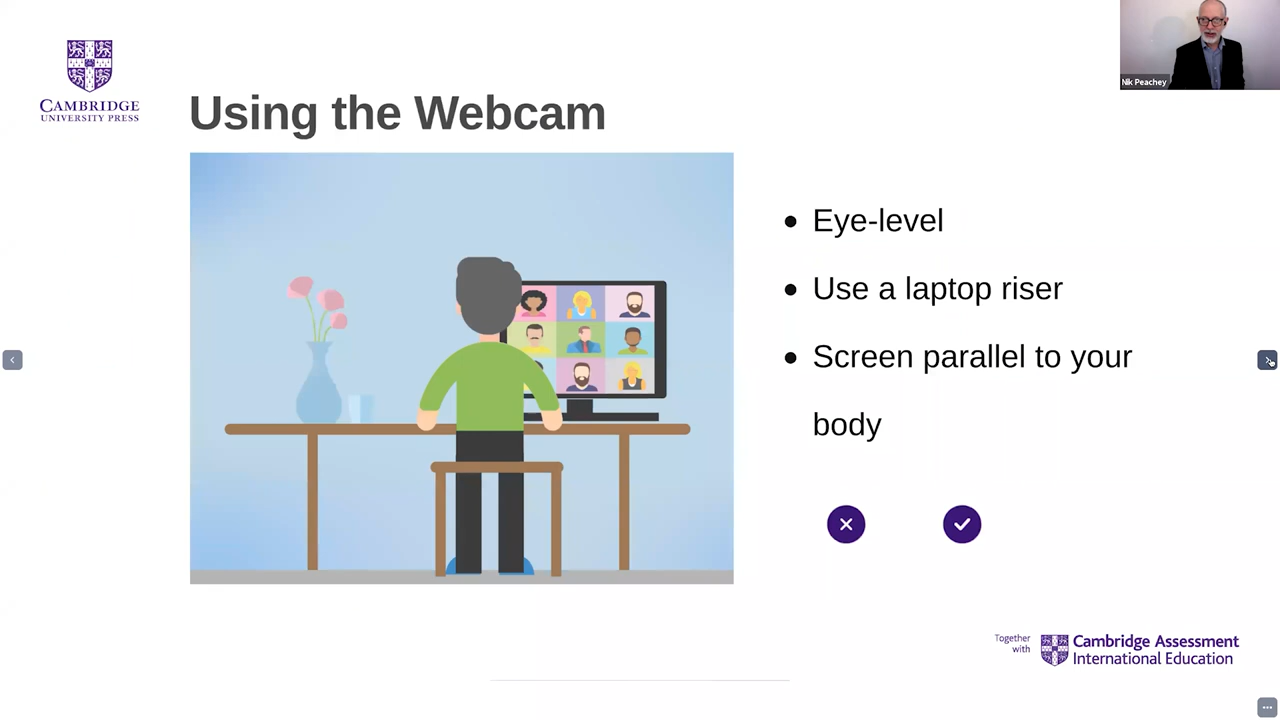 Nik Peachey
CAMBRIDGE
UNIVERSITY PRESS
Using the Webcam
• Eye-level
• Use a laptop riser
• Screen parallel to your
body
Together
with
Cambridge Assessment
International Education